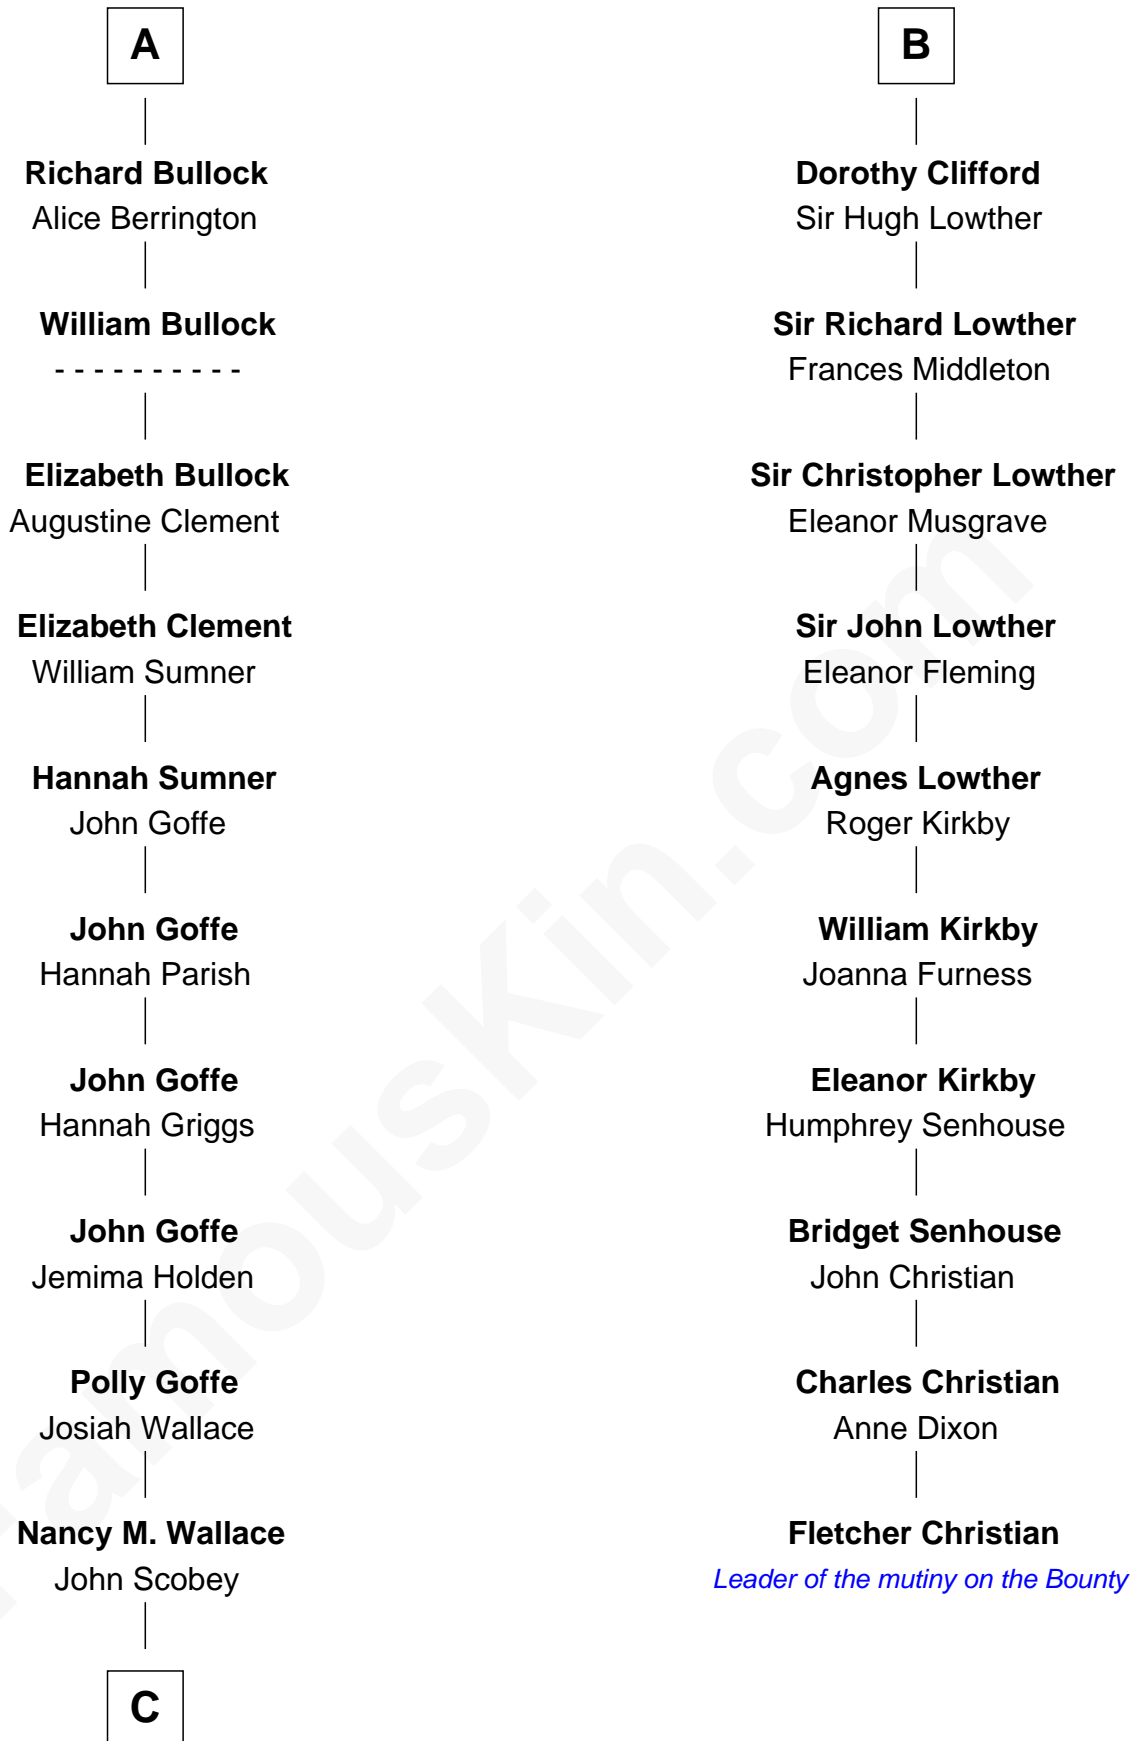 A
Richard Bullock
Alice Berrington
William Bullock
- - - - - - - - - -
Elizabeth Bullock
Augustine Clement
Elizabeth Clement
William Sumner
Hannah Sumner
John Goffe
John Goffe
Hannah Parish
John Goffe
Hannah Griggs
John Goffe
Jemima Holden
Polly Goffe
Josiah Wallace
Nancy M. Wallace
John Scobey
C
B
Dorothy Clifford
Sir Hugh Lowther
Sir Richard Lowther
Frances Middleton
Sir Christopher Lowther
Eleanor Musgrave
Sir John Lowther
Eleanor Fleming
Agnes Lowther
Roger Kirkby
William Kirkby
Joanna Furness
Eleanor Kirkby
Humphrey Senhouse
Bridget Senhouse
John Christian
Charles Christian
Anne Dixon
Fletcher Christian
Leader of the mutiny on the Bounty
FamousKin.com